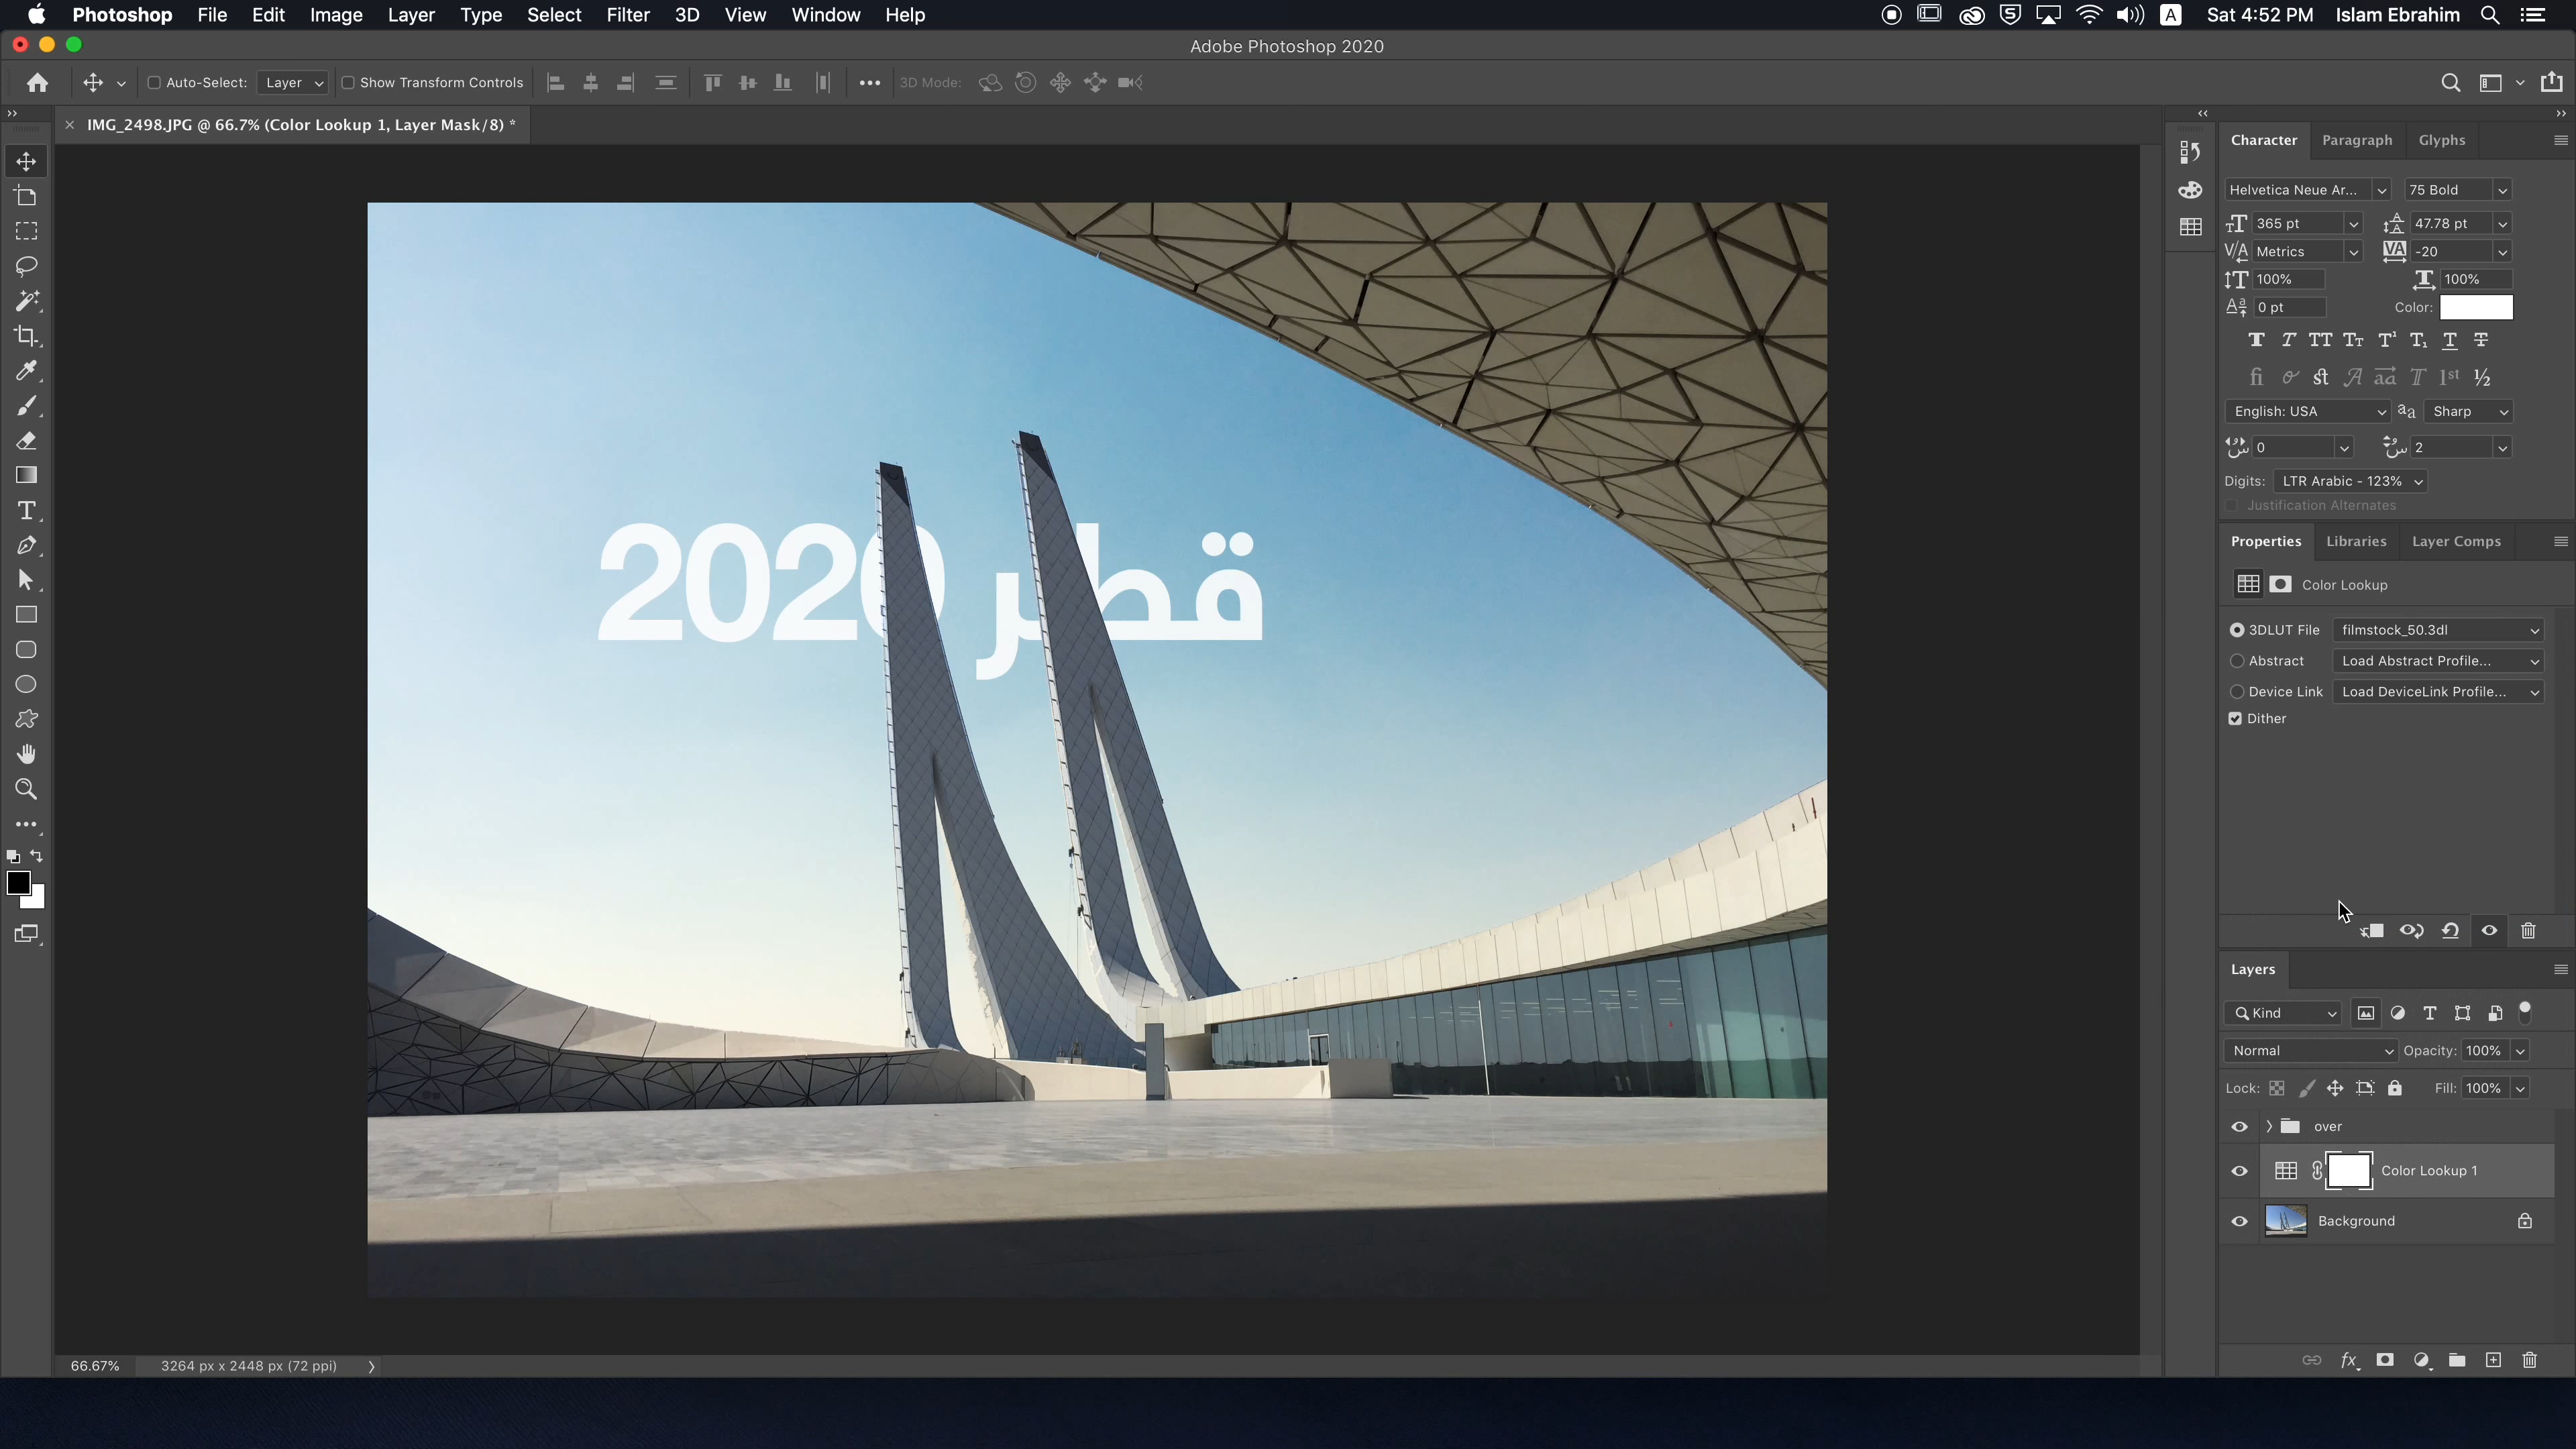 Photoshop File Edit Image Layer Type Select Filter 3D View Window Help
A Sat 4:52 PM Islam Ebrahim
Adobe Photoshop 2020
Auto-Select: Layer Show Transform Controls 3D Mode:
IMG_2498.JPG @ 66.7% (Color Lookup 1, Layer Mask/8) *
Character Paragraph Glyphs
Helvetica Neue Ar... 75 Bold
365 pt 47.78 pt
Metrics -20
100% 100%
0 pt Color:
English: USA Sharp
0 2
Digits: LTR Arabic - 123%
Justification Alternates
قطر 2020
Properties Libraries Layer Comps
Color Lookup
3DLUT File filmstock_50.3dl
Abstract Load Abstract Profile...
Device Link Load DeviceLink Profile...
Dither
Layers
Kind
Normal Opacity: 100%
Lock: Fill: 100%
over
Color Lookup 1
Background
fx
66.67% 3264 px x 2448 px (72 ppi)